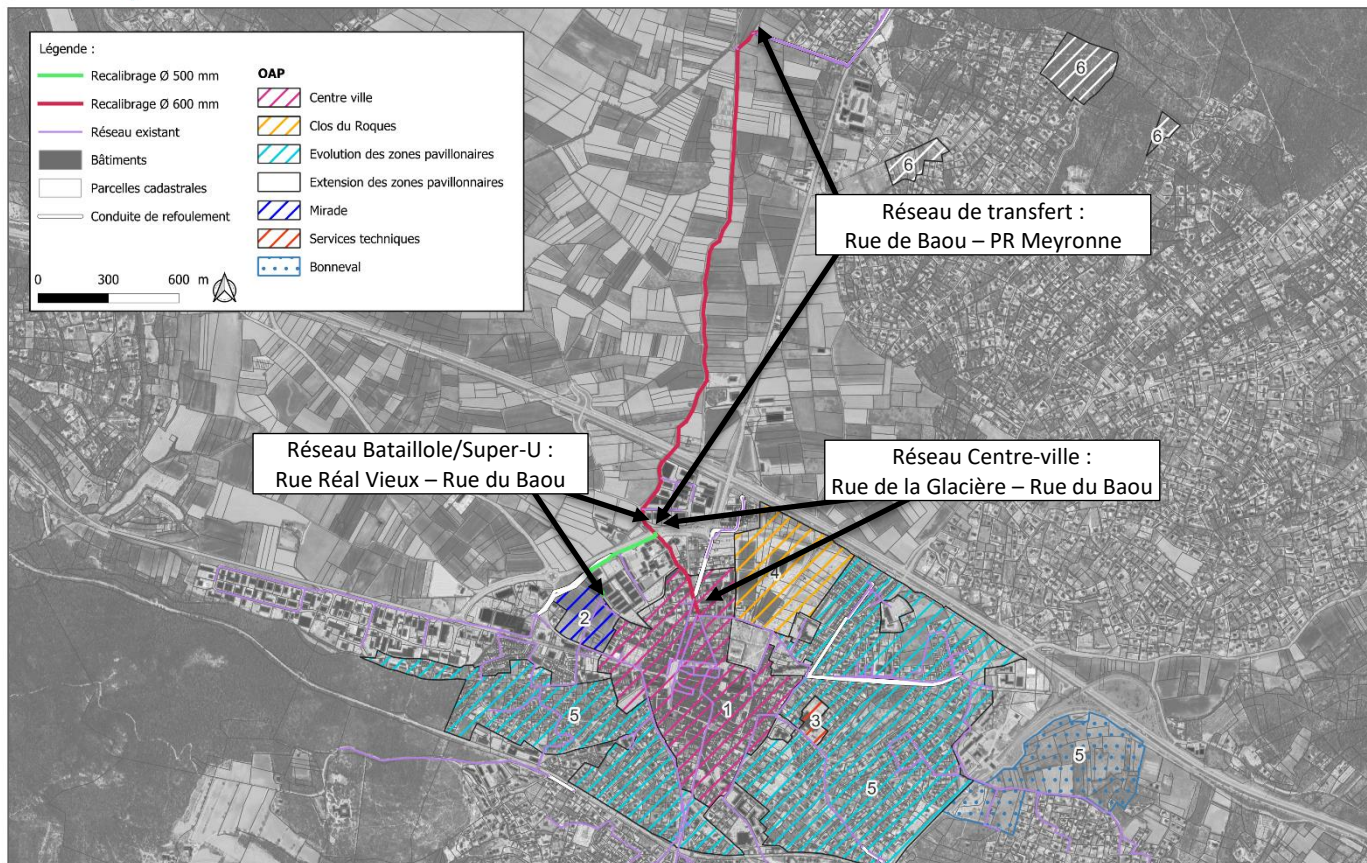 Légende :
Recalibrage Ø 500 mm
Recalibrage Ø 600 mm
Réseau existant
Bâtiments
Parcelles cadastrales
Conduite de refoulement
0 300 600 m
OAP
Centre ville
Clos du Roques
Evolution des zones pavillonaires
Extension des zones pavillonnaires
Mirade
Services techniques
Bonneval
6
6
6
Réseau de transfert :
Rue de Baou – PR Meyronne
Réseau Bataillole/Super-U :
Rue Réal Vieux – Rue du Baou
Réseau Centre-ville :
Rue de la Glacière – Rue du Baou
4
2
1
3
5
5
5